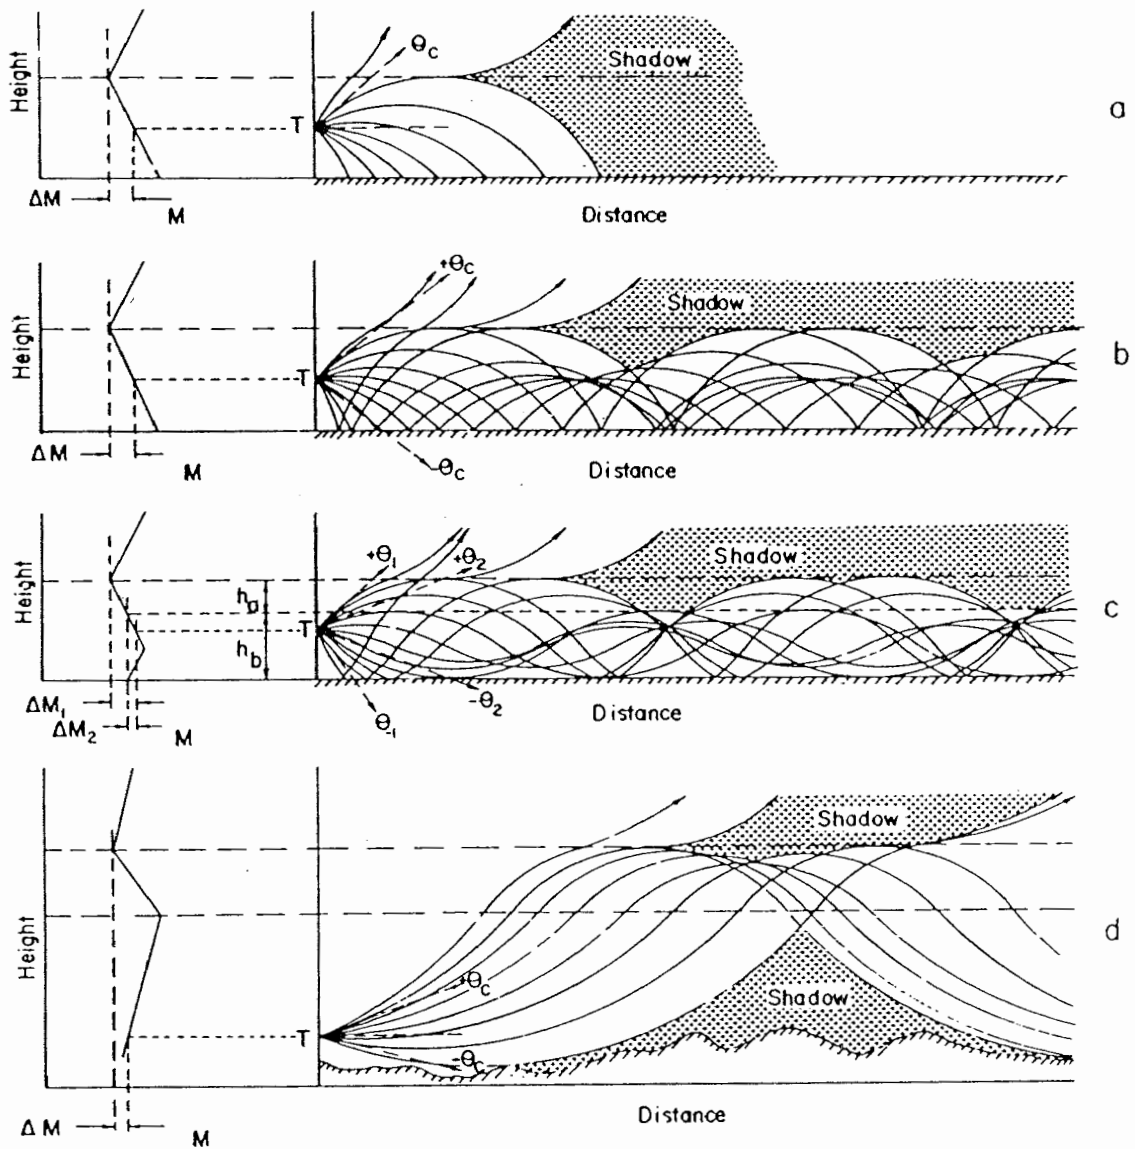 Height
θc
Shadow
T
a
ΔM
M
Distance
Height
+θc
Shadow
T
b
ΔM
M
-θc
Distance
Height
+θ1
+θ2
Shadow
ha
T
c
hb
ΔM1
-θ2
ΔM2
M
θ-1
Distance
Height
Shadow
d
+θc
Shadow
T
-θc
ΔM
M
Distance